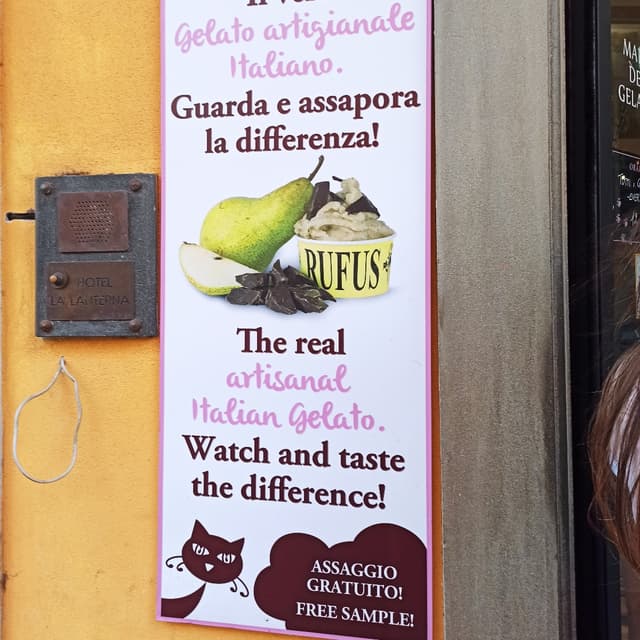 Gelato artigianale
Italiano.
Guarda e assapora
la differenza!
RUFUS
The real
artisanal
Italian Gelato.
Watch and taste
the difference!
ASSAGGIO
GRATUITO!
FREE SAMPLE!
HOTEL
LA LANTERNA